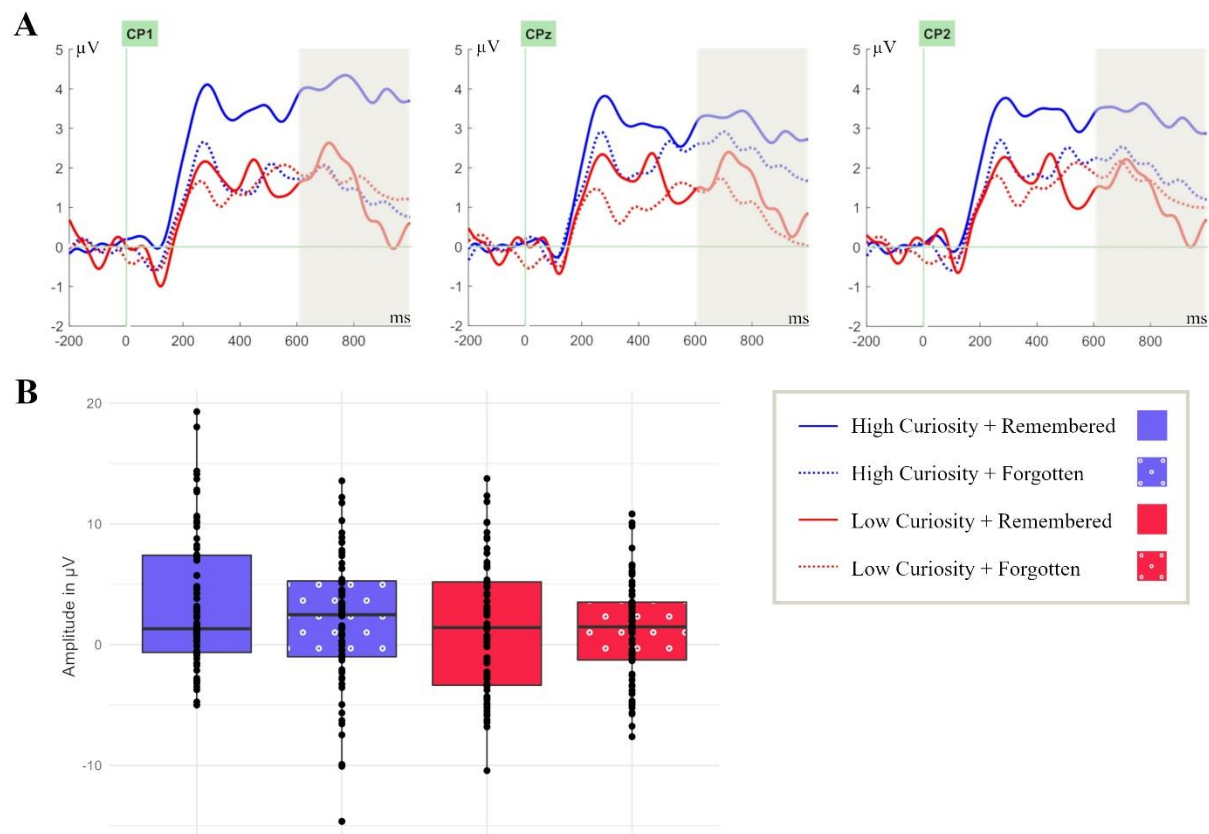 A
CP1
CPz
CP2
µV
µV
µV
5
4
3
2
1
0
-1
-2
-200 0 200 400 600 800
ms
5
4
3
2
1
0
-1
-2
-200 0 200 400 600 800
ms
5
4
3
2
1
0
-1
-2
-200 0 200 400 600 800
ms
B
Amplitude in µV
20
10
0
-10
High Curiosity + Remembered
High Curiosity + Forgotten
Low Curiosity + Remembered
Low Curiosity + Forgotten